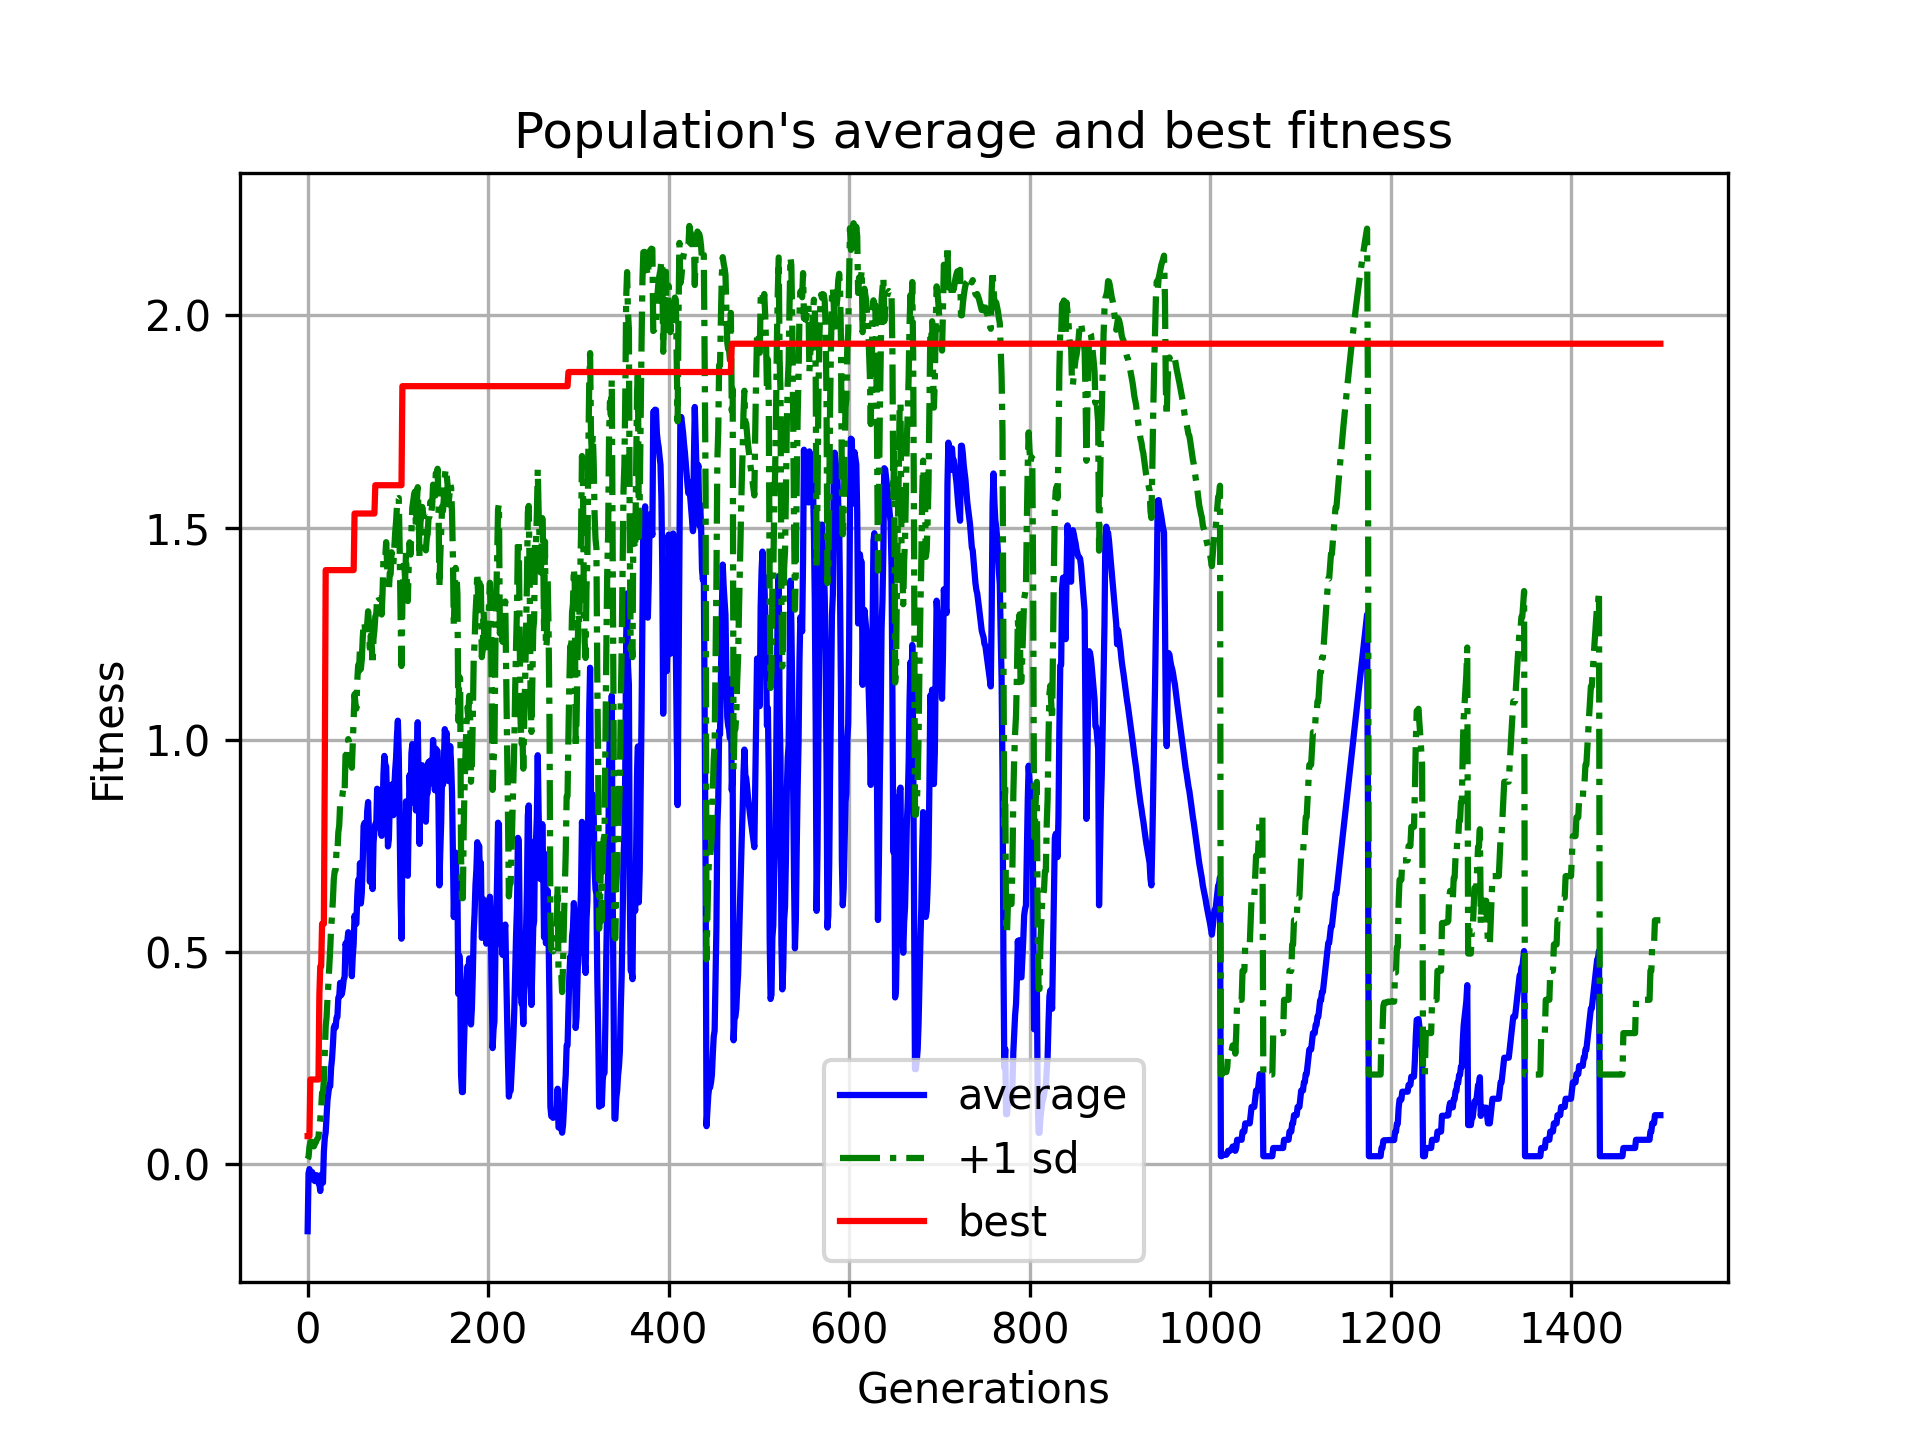 Population's average and best fitness
Fitness
2.0
1.5
1.0
0.5
0.0
average
+1 sd
best
0 200 400 600 800 1000 1200 1400
Generations